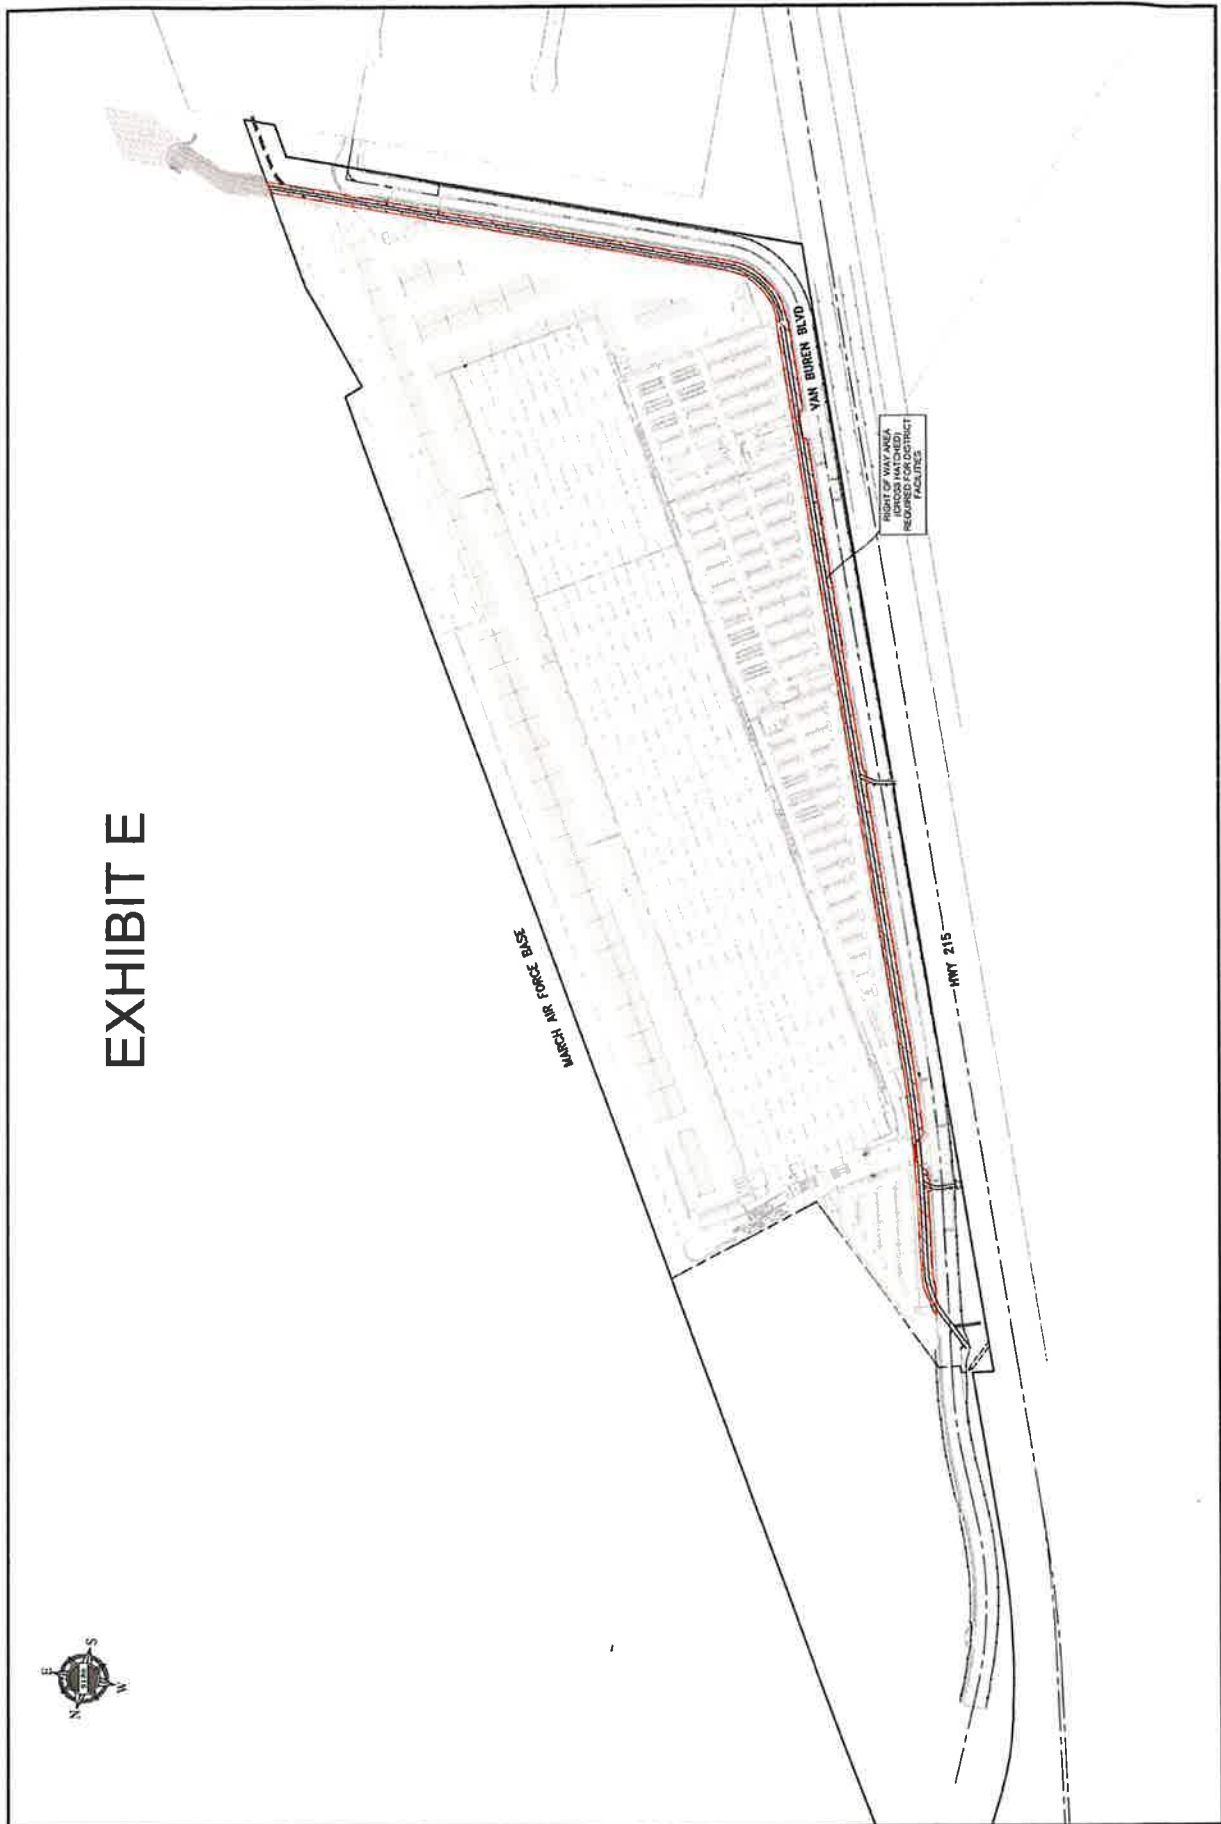 EXHIBIT E
N
E
S
W
MARCH AIR FORCE BASE
VAN BUREN BLVD
RIGHT OF WAY AREA
(CROSS HATCHED)
REQUIRED FOR DISTRICT
FACILITIES
HWY 215